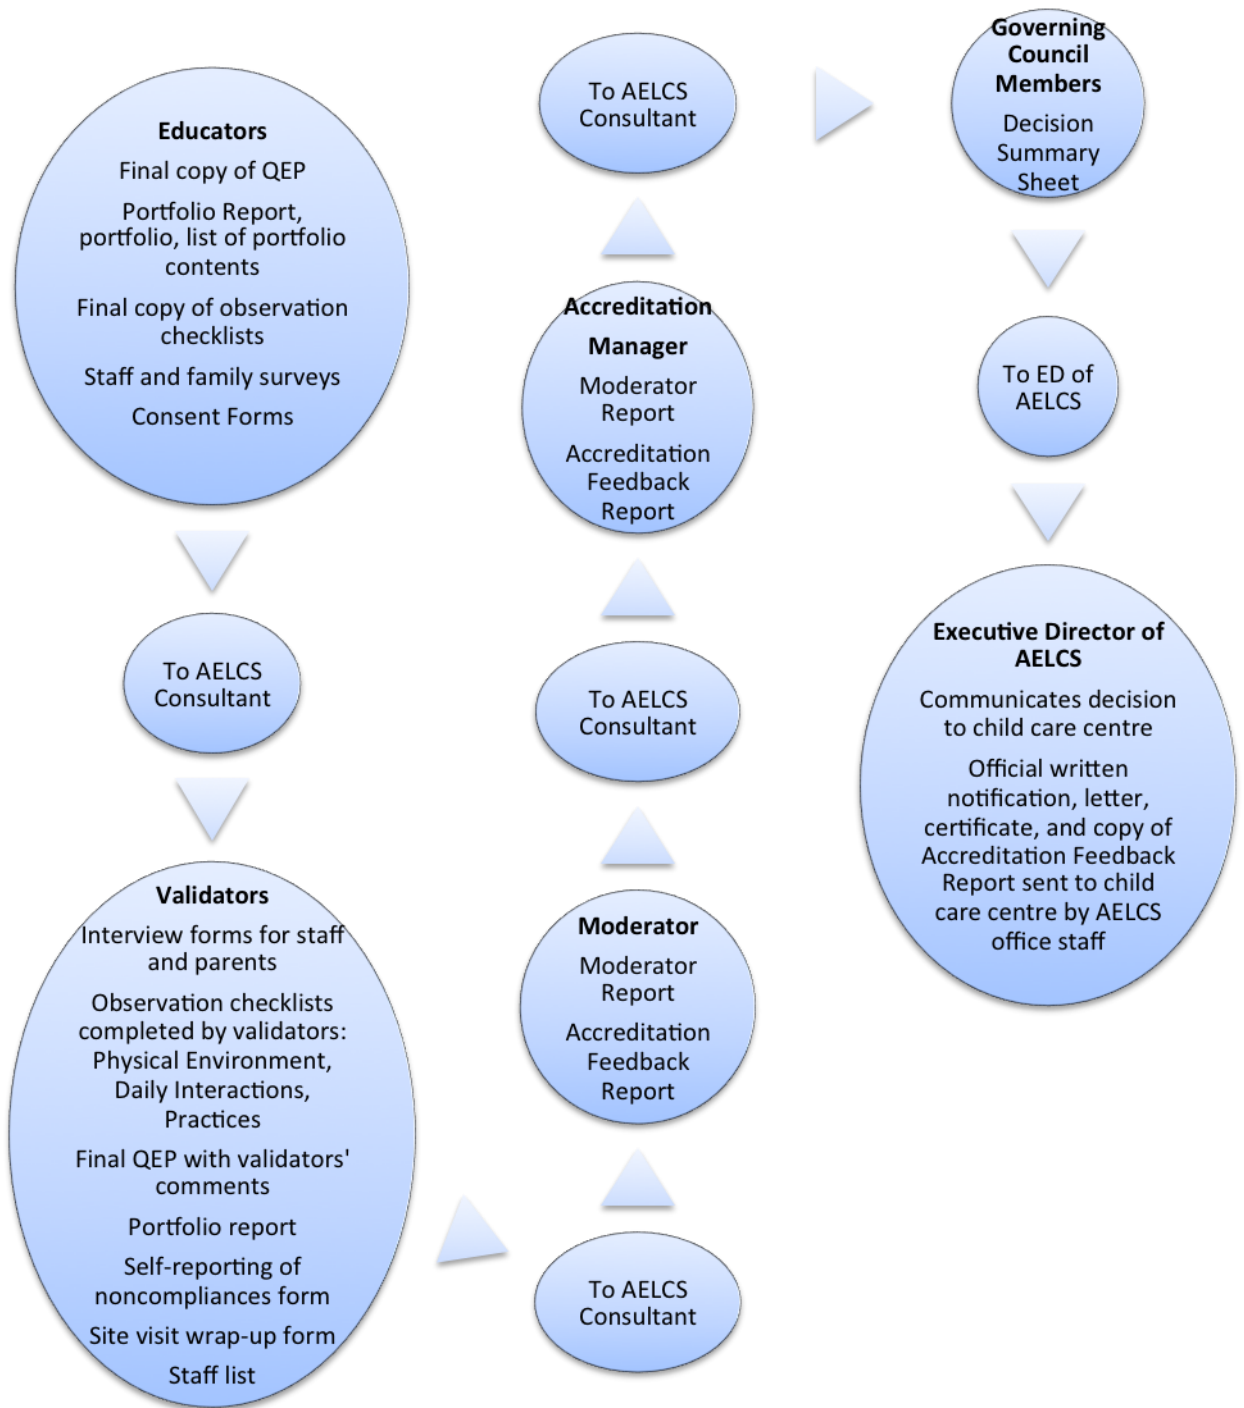 Educators
Final copy of QEP
Portfolio Report,
portfolio, list of portfolio
contents
Final copy of observation
checklists
Staff and family surveys
Consent Forms
To AELCS
Consultant
Validators
Interview forms for staff
and parents
Observation checklists
completed by validators:
Physical Environment,
Daily Interactions,
Practices
Final QEP with validators'
comments
Portfolio report
Self-reporting of
noncompliances form
Site visit wrap-up form
Staff list
To AELCS
Consultant
Moderator
Moderator
Report
Accreditation
Feedback
Report
To AELCS
Consultant
Accreditation
Manager
Moderator
Report
Accreditation
Feedback
Report
To AELCS
Consultant
Governing
Council
Members
Decision
Summary
Sheet
To ED of
AELCS
Executive Director of
AELCS
Communicates decision
to child care centre
Official written
notification, letter,
certificate, and copy of
Accreditation Feedback
Report sent to child
care centre by AELCS
office staff